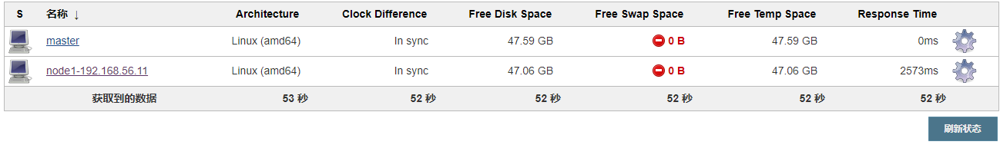 S 名称 ↓ Architecture Clock Difference Free Disk Space Free Swap Space Free Temp Space Response Time
master Linux (amd64) In sync 47.59 GB 0 B 47.59 GB 0ms
node1-192.168.56.11 Linux (amd64) In sync 47.06 GB 0 B 47.06 GB 2573ms
获取到的数据 53 秒 52 秒 52 秒 52 秒 52 秒 52 秒
刷新状态